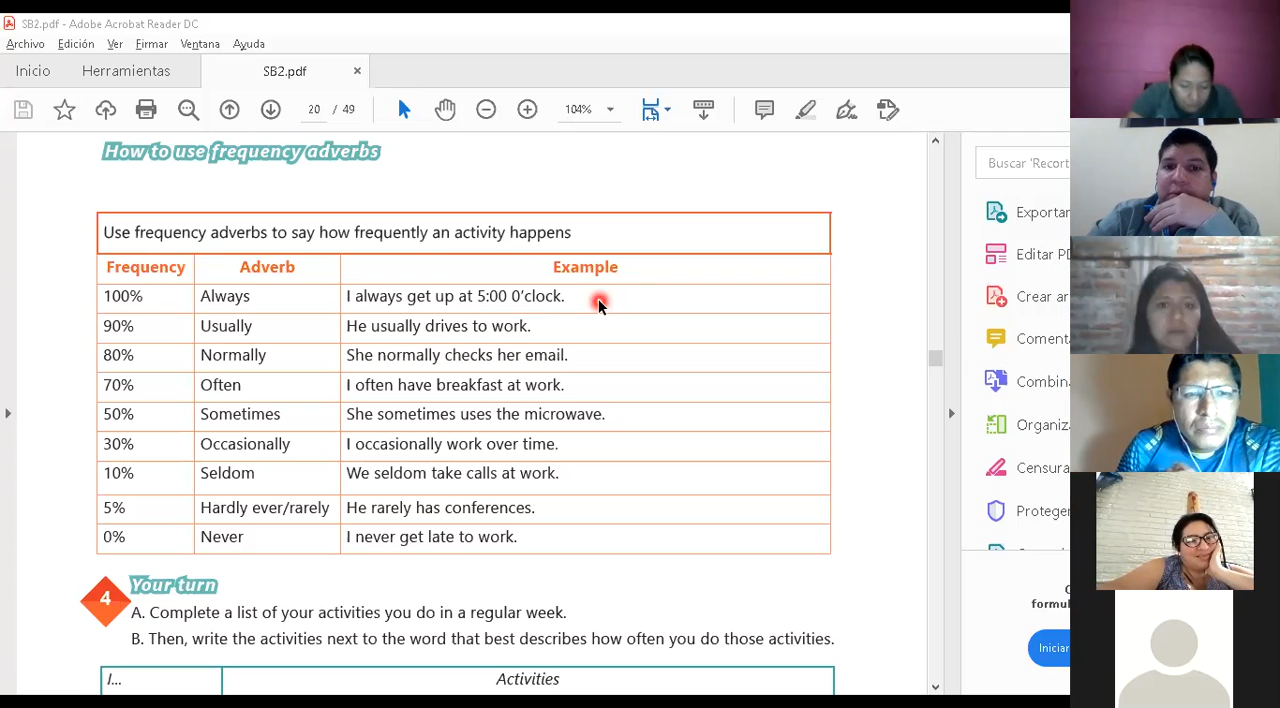 SB2.pdf - Adobe Acrobat Reader DC
Archivo Edición Ver Firmar Ventana Ayuda
Inicio Herramientas SB2.pdf ×
20 / 49 104%
How to use frequency adverbs
Buscar 'Recort
Use frequency adverbs to say how frequently an activity happens
Frequency Adverb Example
100% Always I always get up at 5:00 0'clock.
90% Usually He usually drives to work.
80% Normally She normally checks her email.
70% Often I often have breakfast at work.
50% Sometimes She sometimes uses the microwave.
30% Occasionally I occasionally work over time.
10% Seldom We seldom take calls at work.
5% Hardly ever/rarely He rarely has conferences.
0% Never I never get late to work.
Exportar
Editar PD
Crear ar
Comenta
Combin
Organiz
Censura
Proteger
formul
Iniciar
4 Your turn
A. Complete a list of your activities you do in a regular week.
B. Then, write the activities next to the word that best describes how often you do those activities.
I... Activities